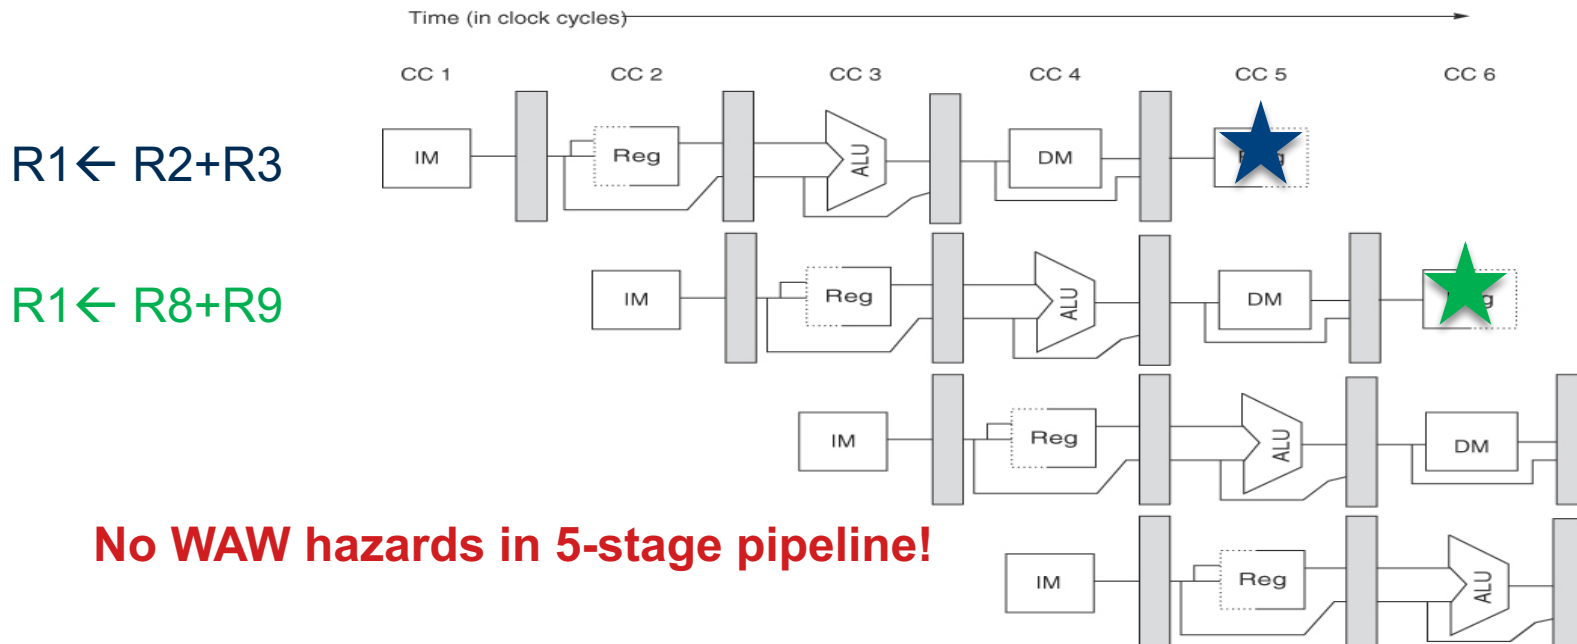 Time (in clock cycles)
CC 1 CC 2 CC 3 CC 4 CC 5 CC 6
R1← R2+R3
IM Reg ALU DM
R1← R8+R9
IM Reg ALU DM
IM Reg ALU DM
No WAW hazards in 5-stage pipeline!
IM Reg ALU